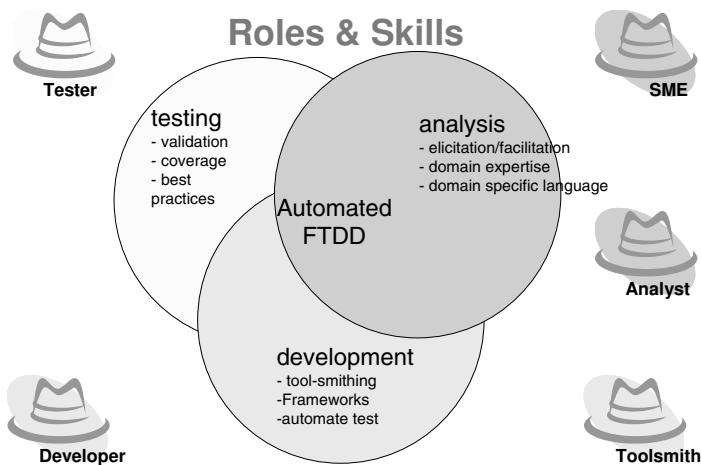 Roles & Skills
Tester
SME
testing
- validation
- coverage
- best
practices
analysis
- elicitation/facilitation
- domain expertise
- domain specific language
Automated
FTDD
Analyst
development
- tool-smithing
-Frameworks
-automate test
Developer
Toolsmith